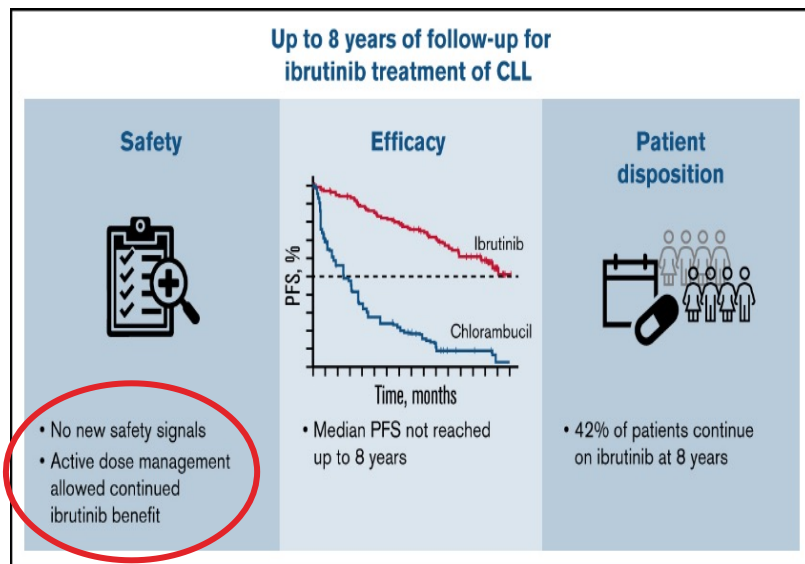 Up to 8 years of follow-up for
ibrutinib treatment of CLL
Safety
• No new safety signals
• Active dose management
allowed continued
ibrutinib benefit
Efficacy
PFS, %
Ibrutinib
Chlorambucil
Time, months
• Median PFS not reached
up to 8 years
Patient
disposition
• 42% of patients continue
on ibrutinib at 8 years